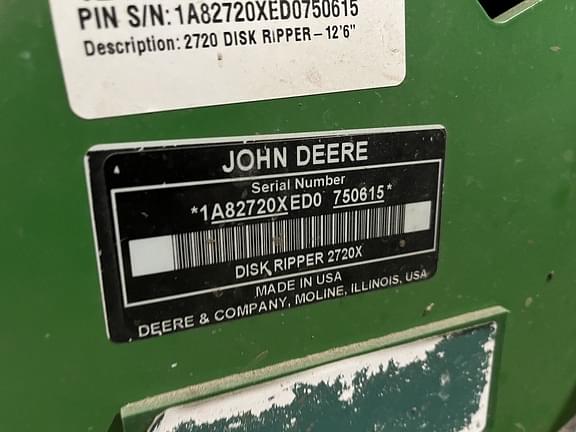 PIN S/N: 1A82720XED0750615
Description: 2720 DISK RIPPER-12'6"
JOHN DEERE
Serial Number
*1A82720XED0 750615*
DISK RIPPER 2720X
MADE IN USA
DEERE & COMPANY, MOLINE, ILLINOIS, USA